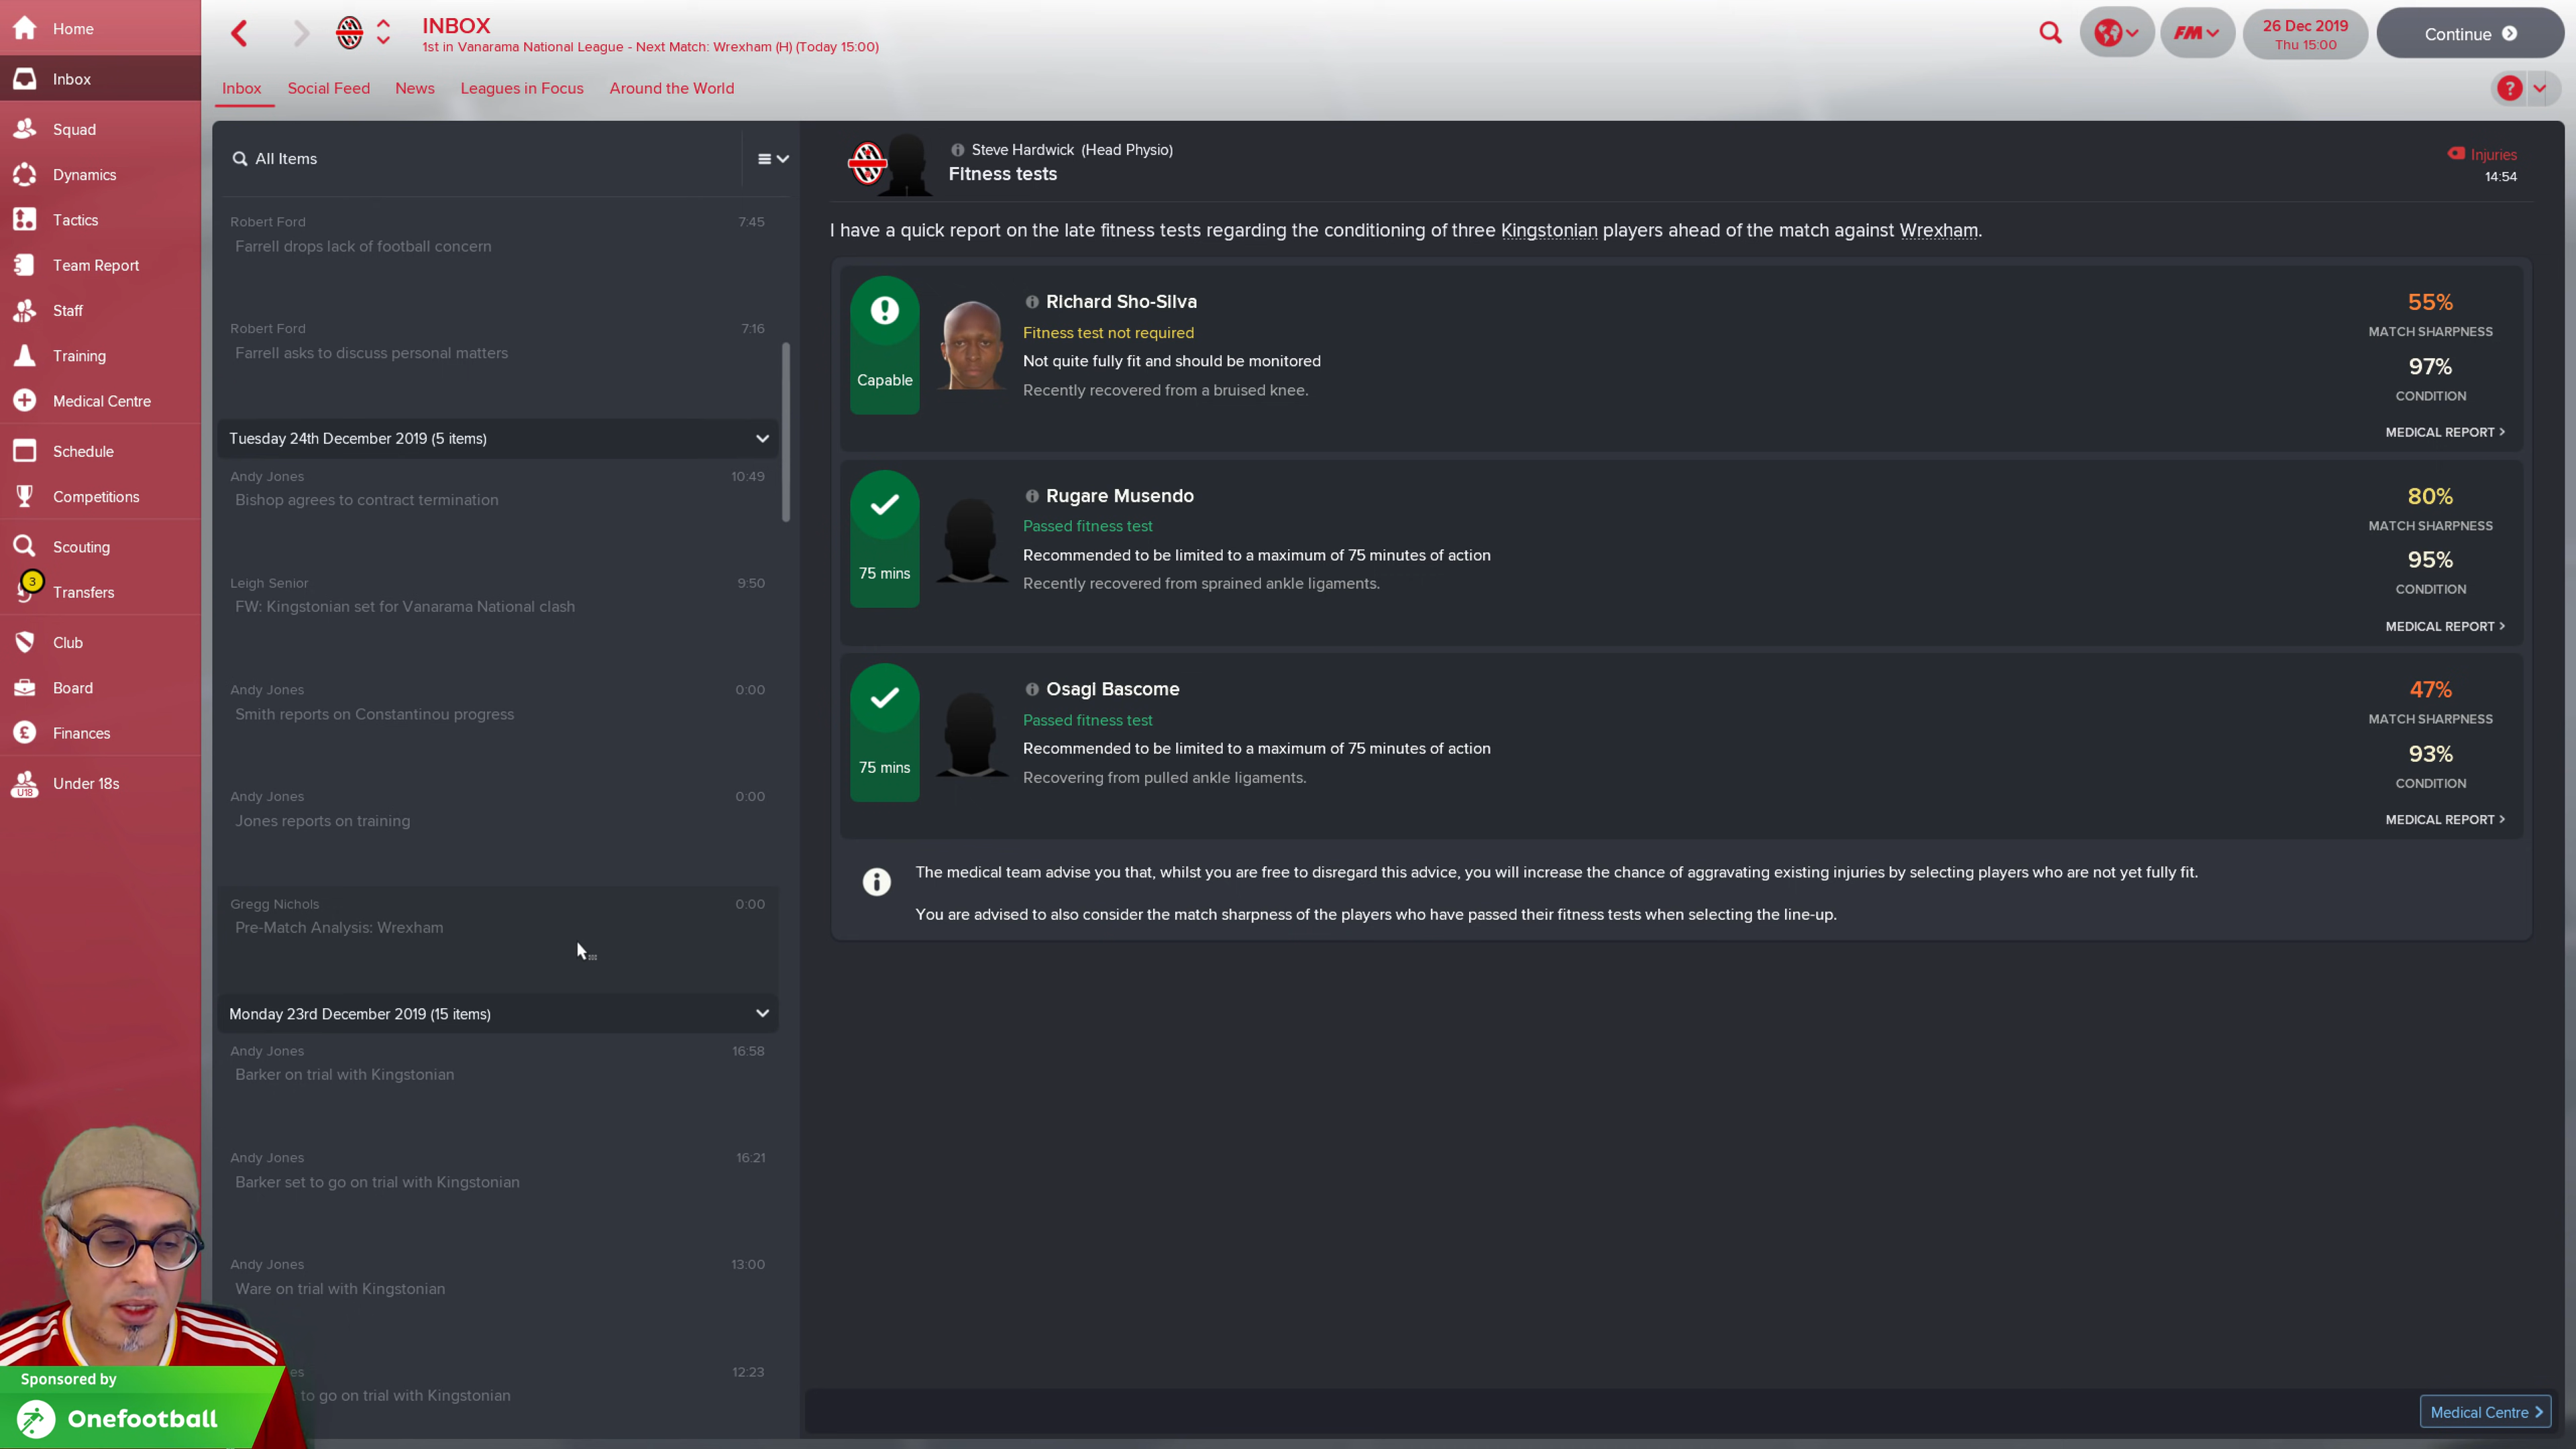 Home
Inbox
Squad
Dynamics
Tactics
Team Report
Staff
Training
Medical Centre
Schedule
Competitions
Scouting
3
Transfers
Club
Board
Finances
U18
Under 18s
INBOX
1st in Vanarama National League - Next Match: Wrexham (H) (Today 15:00)
FM
26 Dec 2019
Thu 15:00
Continue
Inbox
Social Feed
News
Leagues in Focus
Around the World
?
All Items
Robert Ford
7:45
Farrell drops lack of football concern
Robert Ford
7:16
Farrell asks to discuss personal matters
Tuesday 24th December 2019 (5 items)
Andy Jones
10:49
Bishop agrees to contract termination
Leigh Senior
9:50
FW: Kingstonian set for Vanarama National clash
Andy Jones
0:00
Smith reports on Constantinou progress
Andy Jones
0:00
Jones reports on training
Gregg Nichols
0:00
Pre-Match Analysis: Wrexham
Monday 23rd December 2019 (15 items)
Andy Jones
16:58
Barker on trial with Kingstonian
Andy Jones
16:21
Barker set to go on trial with Kingstonian
Andy Jones
13:00
Ware on trial with Kingstonian
es
12:23
to go on trial with Kingstonian
Steve Hardwick (Head Physio)
Fitness tests
Injuries
14:54
I have a quick report on the late fitness tests regarding the conditioning of three Kingstonian players ahead of the match against Wrexham.
Capable
Richard Sho-Silva
Fitness test not required
Not quite fully fit and should be monitored
Recently recovered from a bruised knee.
55%
MATCH SHARPNESS
97%
CONDITION
MEDICAL REPORT >
75 mins
Rugare Musendo
Passed fitness test
Recommended to be limited to a maximum of 75 minutes of action
Recently recovered from sprained ankle ligaments.
80%
MATCH SHARPNESS
95%
CONDITION
MEDICAL REPORT >
75 mins
Osagi Bascome
Passed fitness test
Recommended to be limited to a maximum of 75 minutes of action
Recovering from pulled ankle ligaments.
47%
MATCH SHARPNESS
93%
CONDITION
MEDICAL REPORT >
The medical team advise you that, whilst you are free to disregard this advice, you will increase the chance of aggravating existing injuries by selecting players who are not yet fully fit.
You are advised to also consider the match sharpness of the players who have passed their fitness tests when selecting the line-up.
Medical Centre >
Sponsored by
Onefootball